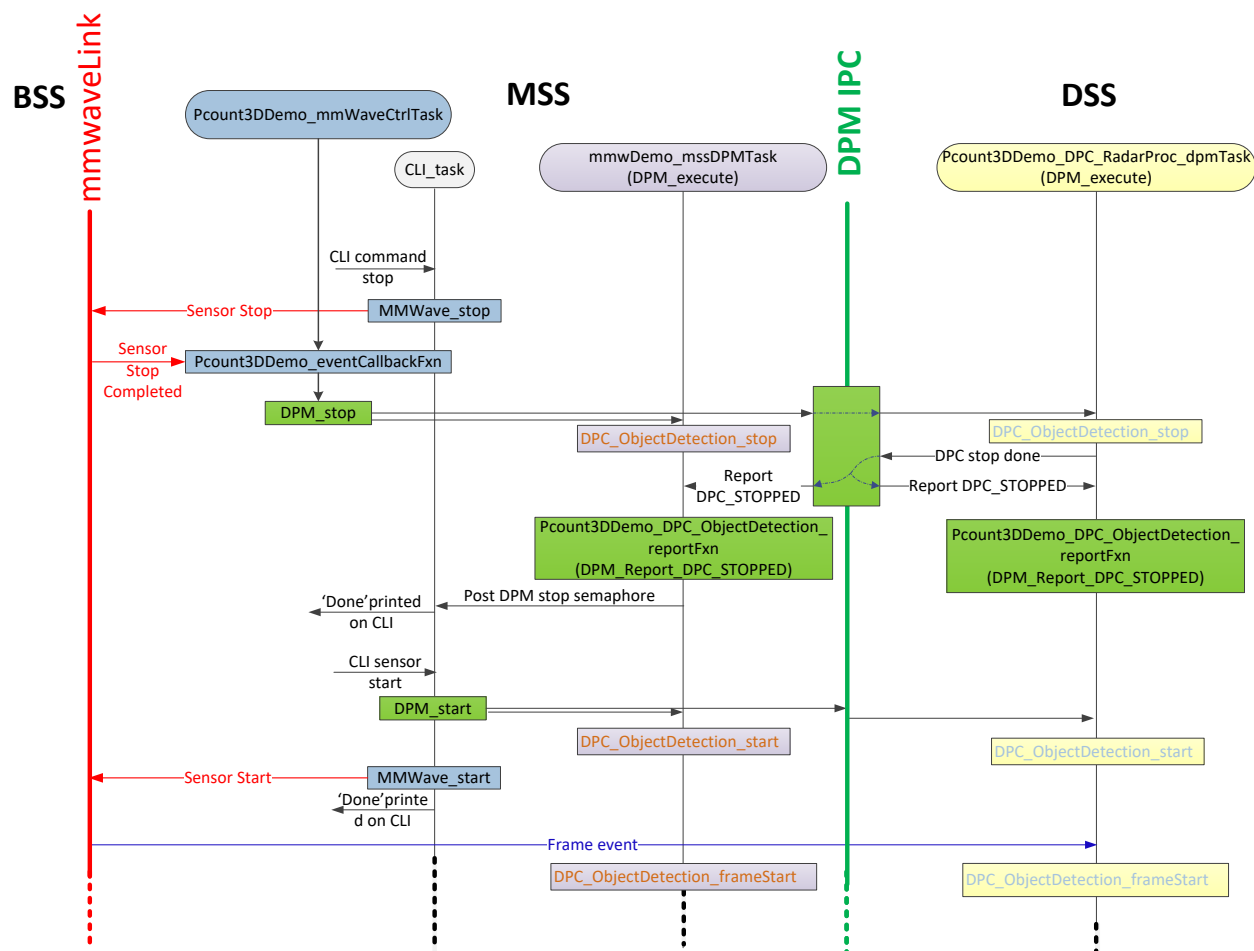 BSS
mmwaveLink
MSS
DPM IPC
DSS
Pcount3DDemo_mmWaveCtrlTask
CLI_task
mmwDemo_mssDPMTask
(DPM_execute)
Pcount3DDemo_DPC_RadarProc_dpmTask
(DPM_execute)
CLI command
stop
Sensor Stop
MMWave_stop
Sensor
Stop
Completed
Pcount3DDemo_eventCallbackFxn
DPM_stop
DPC_ObjectDetection_stop
DPC_ObjectDetection_stop
DPC stop done
Report
DPC_STOPPED
Report DPC_STOPPED
Pcount3DDemo_DPC_ObjectDetection_
reportFxn
(DPM_Report_DPC_STOPPED)
Pcount3DDemo_DPC_ObjectDetection_
reportFxn
(DPM_Report_DPC_STOPPED)
Post DPM stop semaphore
‘Done’printed
on CLI
CLI sensor
start
DPM_start
DPC_ObjectDetection_start
DPC_ObjectDetection_start
Sensor Start
MMWave_start
‘Done’printe
d on CLI
Frame event
DPC_ObjectDetection_frameStart
DPC_ObjectDetection_frameStart